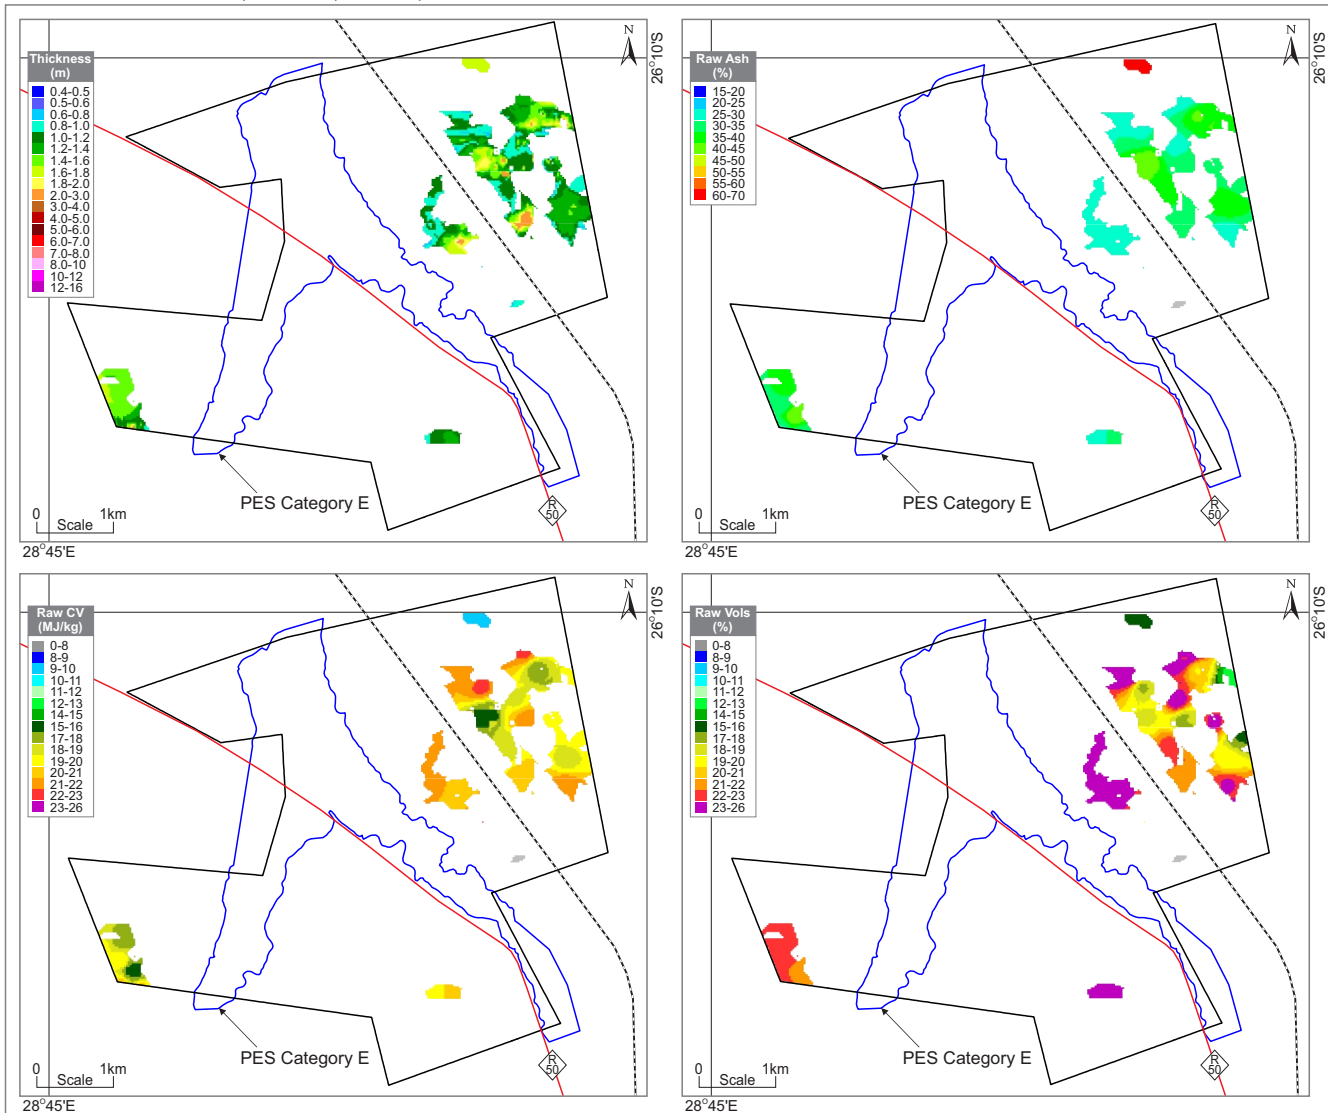 N
26°10'S
Thickness
(m)
0.4-0.5
0.5-0.6
0.6-0.8
0.8-1.0
1.0-1.2
1.2-1.4
1.4-1.6
1.6-1.8
1.8-2.0
2.0-3.0
3.0-4.0
4.0-5.0
5.0-6.0
6.0-7.0
7.0-8.0
8.0-10
10-12
12-16
PES Category E
0 1km
Scale
R
50
28°45'E
N
26°10'S
Raw Ash
(%)
15-20
20-25
25-30
30-35
35-40
40-45
45-50
50-55
55-60
60-70
PES Category E
0 1km
Scale
R
50
28°45'E
N
26°10'S
Raw CV
(MJ/kg)
0-8
8-9
9-10
10-11
11-12
12-13
14-15
15-16
17-18
18-19
19-20
20-21
21-22
22-23
23-26
PES Category E
0 1km
Scale
R
50
28°45'E
N
26°10'S
Raw Vols
(%)
0-8
8-9
9-10
10-11
11-12
12-13
14-15
15-16
17-18
18-19
19-20
20-21
21-22
22-23
23-26
PES Category E
0 1km
Scale
R
50
28°45'E